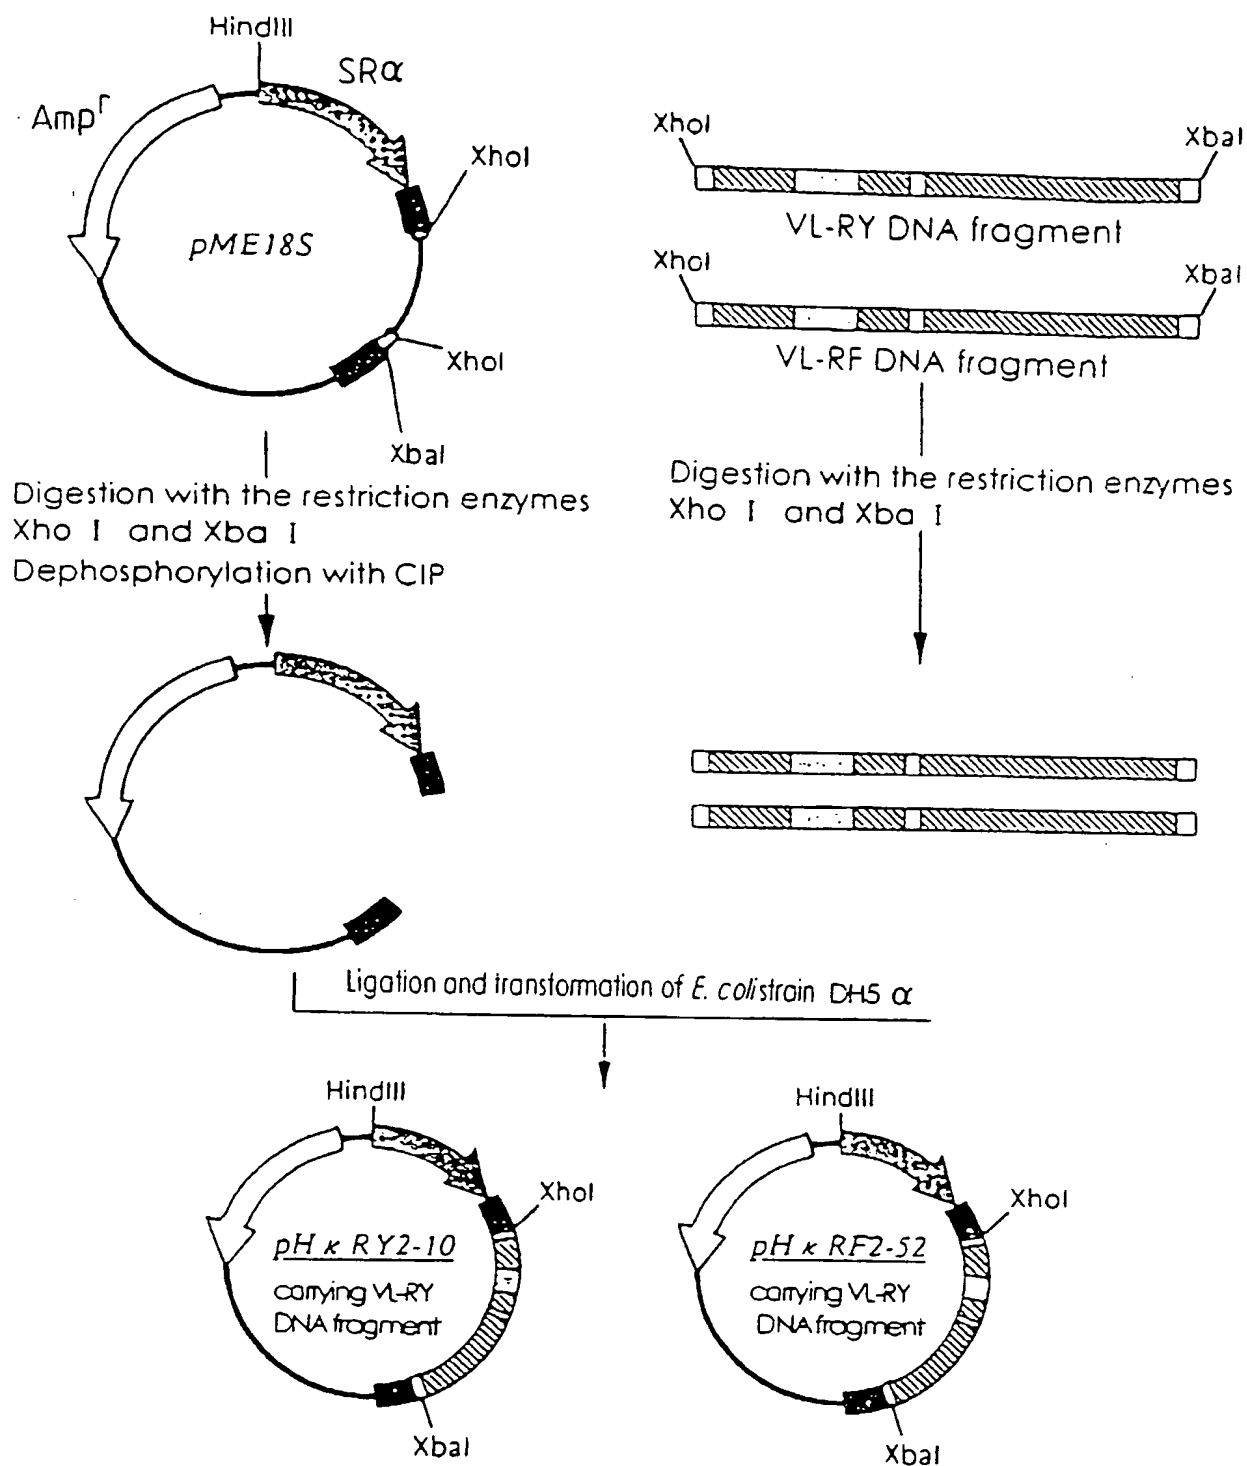 HindIII
SRα
Ampʳ
XhoI
pME18S
XhoI
XbaI
XhoI
XbaI
VL-RY DNA fragment
XhoI
XbaI
VL-RF DNA fragment
Digestion with the restriction enzymes
Xho I and Xba I
Dephosphorylation with CIP
Digestion with the restriction enzymes
Xho I and Xba I
Ligation and transformation of E. coli strain DH5 α
HindIII
XhoI
pH κ RY2-10
carrying VL-RY
DNA fragment
XbaI
HindIII
XhoI
pH κ RF2-52
carrying VL-RY
DNA fragment
XbaI